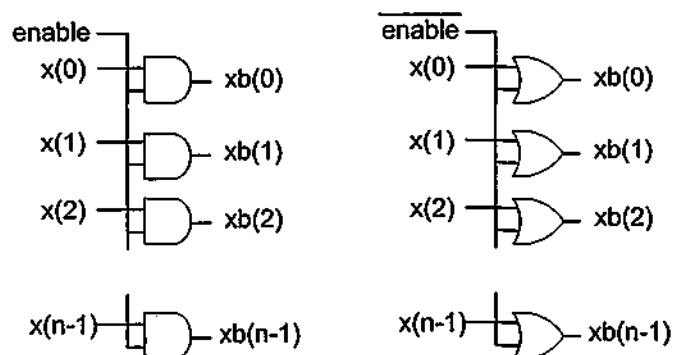 enable
x(0)
xb(0)
x(1)
xb(1)
x(2)
xb(2)
x(n-1)
xb(n-1)
enable
x(0)
xb(0)
x(1)
xb(1)
x(2)
xb(2)
x(n-1)
xb(n-1)